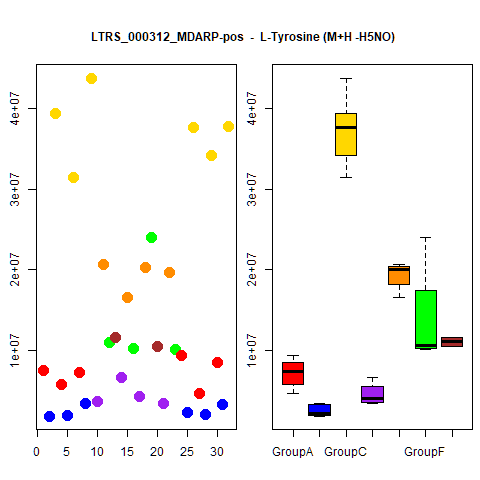 LTRS_000312_MDARP-pos - L-Tyrosine (M+H -H5NO)
4e+07
3e+07
2e+07
1e+07
0 5 10 15 20 25 30
4e+07
3e+07
2e+07
1e+07
GroupA GroupC GroupF